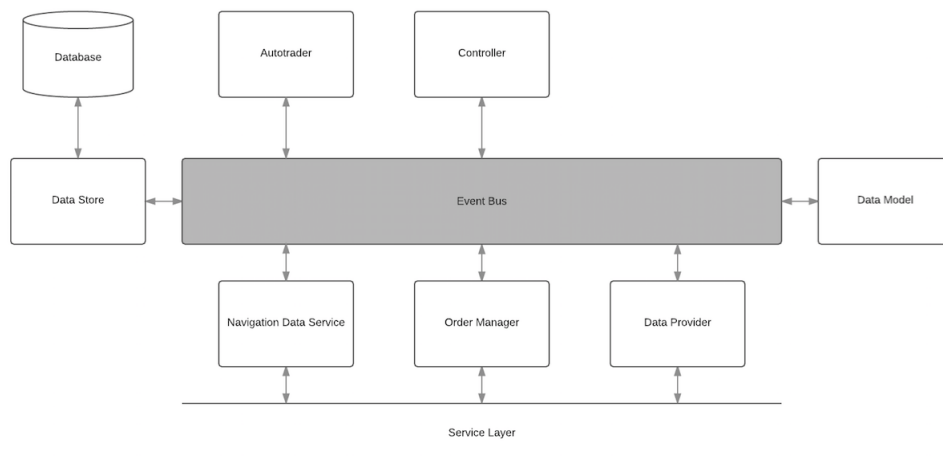 Database
Autotrader
Controller
Data Store
Event Bus
Data Model
Navigation Data Service
Order Manager
Data Provider
Service Layer